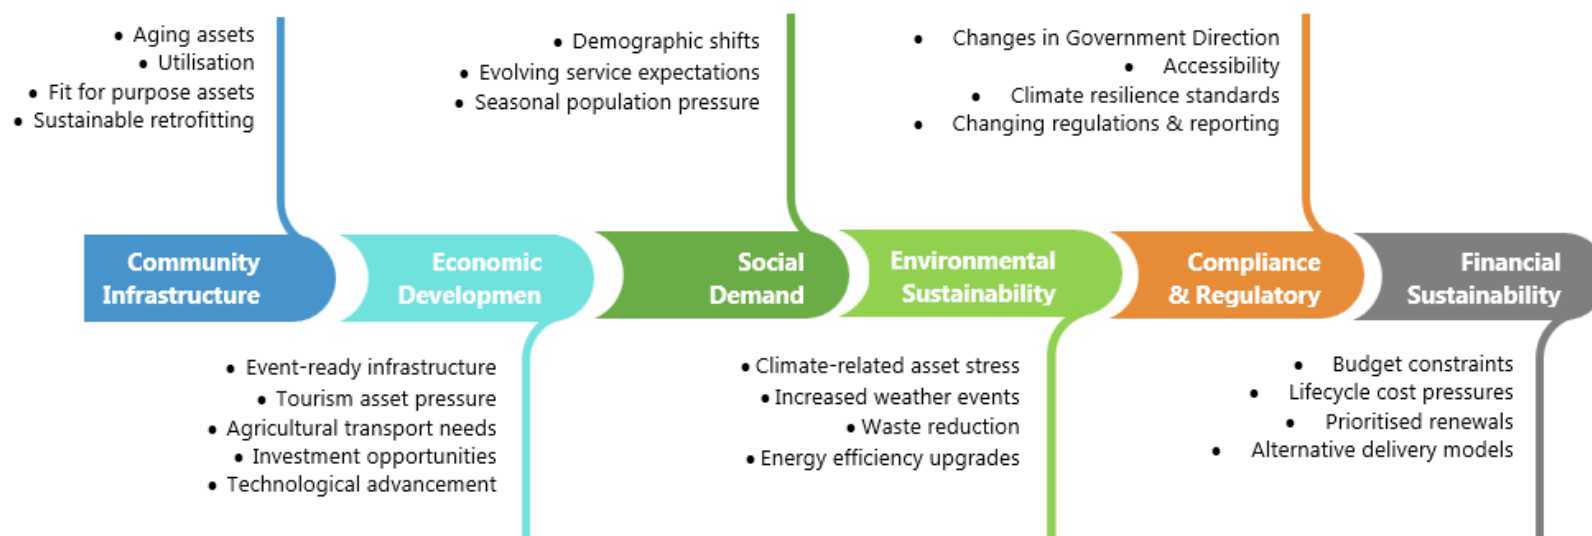 • Aging assets
• Utilisation
• Fit for purpose assets
• Sustainable retrofitting
• Demographic shifts
• Evolving service expectations
• Seasonal population pressure
• Changes in Government Direction
• Accessibility
• Climate resilience standards
• Changing regulations & reporting
Community
Infrastructure
Economic
Developmen
Social
Demand
Environmental
Sustainability
Compliance
& Regulatory
Financial
Sustainability
• Event-ready infrastructure
• Tourism asset pressure
• Agricultural transport needs
• Investment opportunities
• Technological advancement
• Climate-related asset stress
• Increased weather events
• Waste reduction
• Energy efficiency upgrades
• Budget constraints
• Lifecycle cost pressures
• Prioritised renewals
• Alternative delivery models